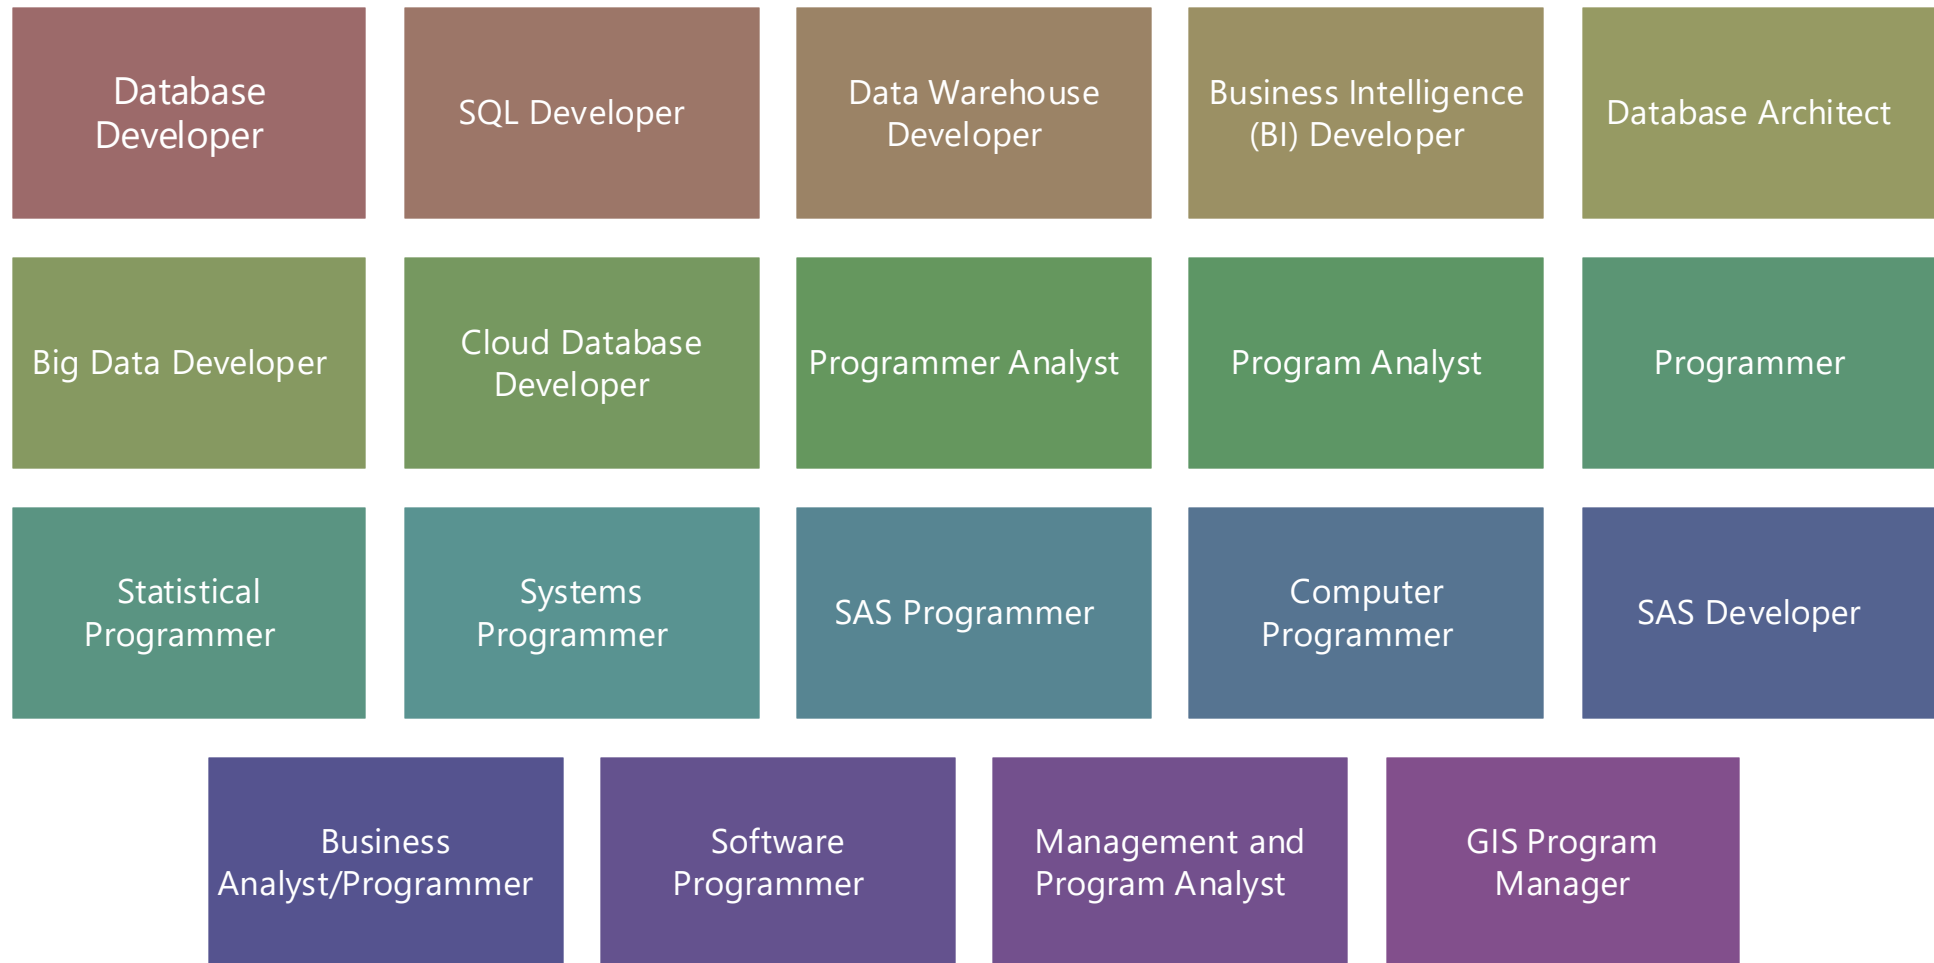 Database
Developer
SQL Developer
Data Warehouse
Developer
Business Intelligence
(BI) Developer
Database Architect
Big Data Developer
Cloud Database
Developer
Programmer Analyst
Program Analyst
Programmer
Statistical
Programmer
Systems
Programmer
SAS Programmer
Computer
Programmer
SAS Developer
Business
Analyst/Programmer
Software
Programmer
Management and
Program Analyst
GIS Program
Manager